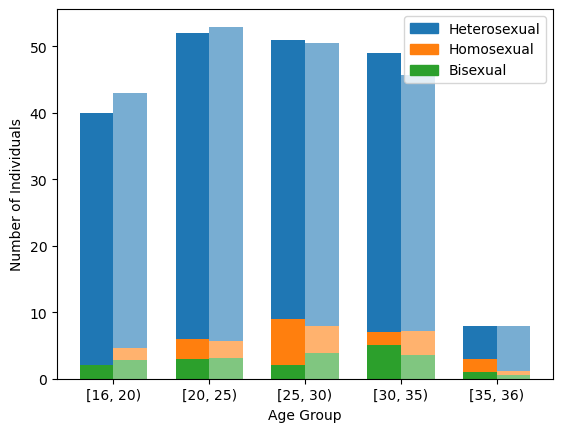 Heterosexual
Homosexual
Bisexual
Number of Individuals
50
40
30
20
10
0
[16, 20)
[20, 25)
[25, 30)
[30, 35)
[35, 36)
Age Group